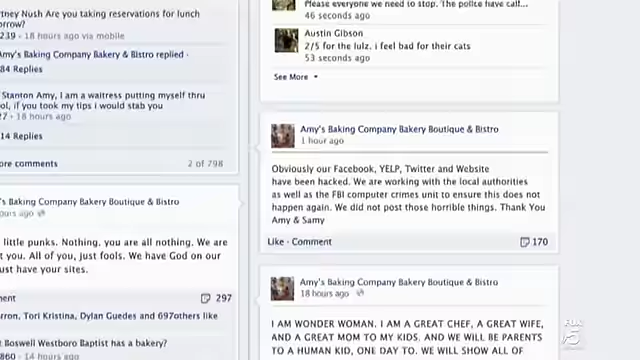 tney Nush Are you taking reservations for lunch
orrow?
239 · 18 hours ago via mobile
Amy's Baking Company Bakery & Bistro replied ·
84 Replies
Stanton Amy, I am a waitress putting myself thru
ol, if you took my tips i would stab you
27 · 18 hours ago
14 Replies
ore comments 2 of 798
's Baking Company Bakery Boutique & Bistro
ours ago
little punks. Nothing. you are all nothing. We are
t you. All of you, just fools. We have God on our
ust have your sites.
ment 297
rron, Tori Kristina, Dylan Guedes and 697others like
Boswell Westboro Baptist has a bakery?
860 · 14 hours ago
Please everyone we need to stop. The police have call...
46 seconds ago
Austin Gibson
2/5 for the lulz. i feel bad for their cats
53 seconds ago
See More
Amy's Baking Company Bakery Boutique & Bistro
1 hour ago
Obviously our Facebook, YELP, Twitter and Website
have been hacked. We are working with the local authorities
as well as the FBI computer crimes unit to ensure this does not
happen again. We did not post those horrible things. Thank You
Amy & Samy
Like · Comment 170
Amy's Baking Company Bakery Boutique & Bistro
18 hours ago
I AM WONDER WOMAN. I AM A GREAT CHEF, A GREAT WIFE,
AND A GREAT MOM TO MY KIDS. AND WE WILL BE PARENTS
TO A HUMAN KID, ONE DAY TO. WE WILL SHOW ALL OF
FOX
5